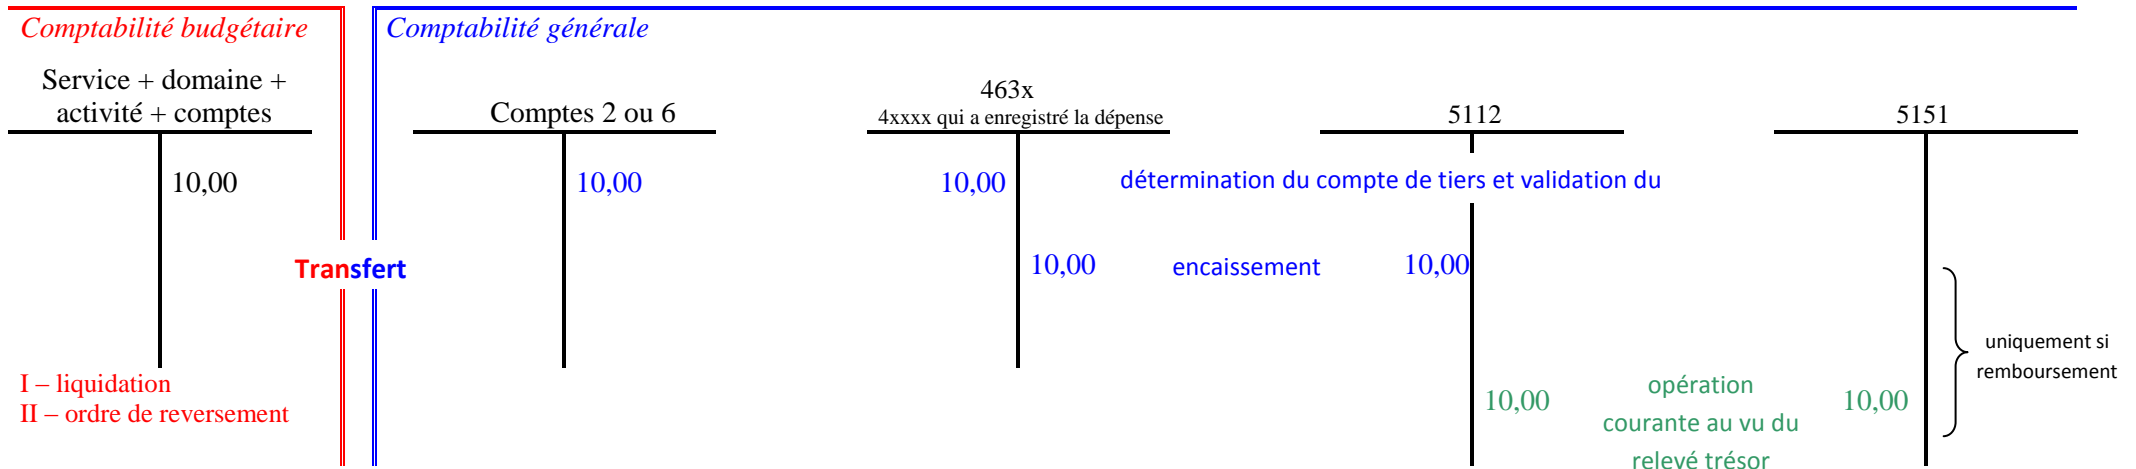 Comptabilité budgétaire
Comptabilité générale
Service + domaine +
activité + comptes
Comptes 2 ou 6
463x
4xxxx qui a enregistré la dépense
5112
5151
10,00
10,00
10,00
détermination du compte de tiers et validation du
Transfert
10,00
encaissement
10,00
uniquement si
remboursement
I – liquidation
II – ordre de reversement
10,00
opération
courante au vu du
relevé trésor
10,00